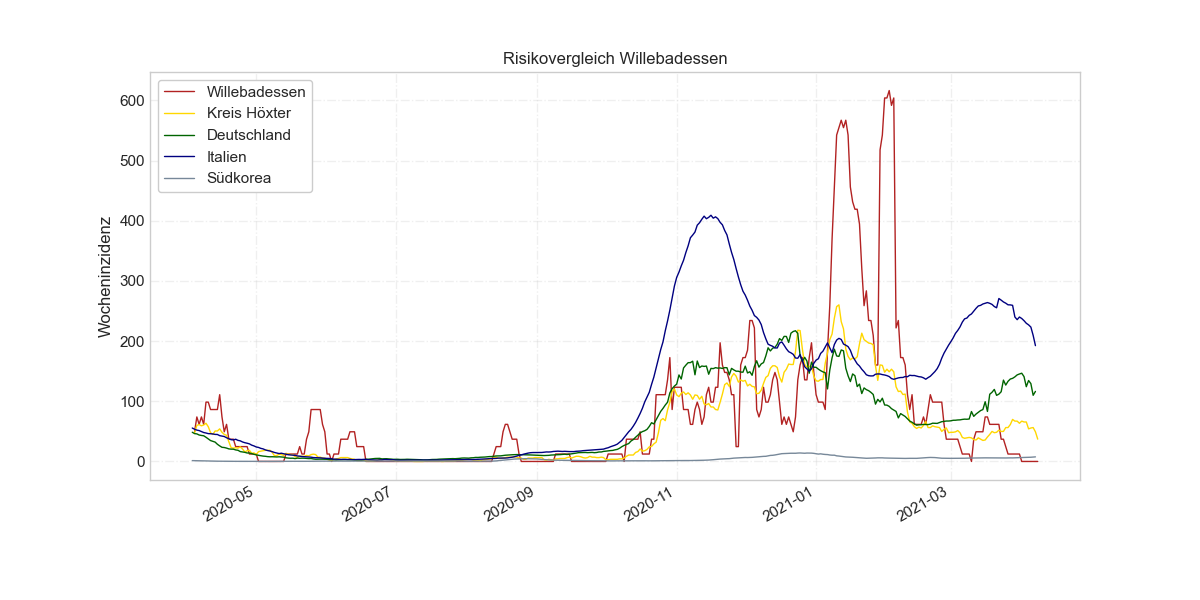 Risikovergleich Willebadessen
Willebadessen
Kreis Höxter
Deutschland
Italien
Südkorea
Wocheninzidenz
600
500
400
300
200
100
0
2020-05
2020-07
2020-09
2020-11
2021-01
2021-03